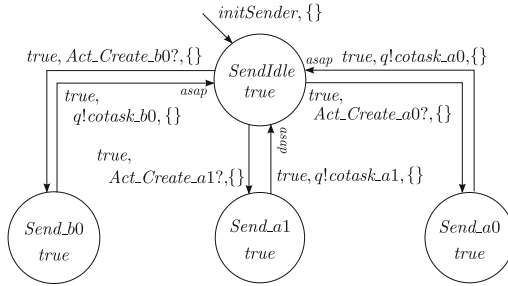 initSender, {}
true, Act_Create_b0?, {}
asap
true, q!cotask_a0, {}
SendIdle
true
true,
q!cotask_b0, {}
asap
true,
Act_Create_a0?, {}
asap
true,
Act_Create_a1?, {}
true, q!cotask_a1, {}
Send_b0
true
Send_a1
true
Send_a0
true